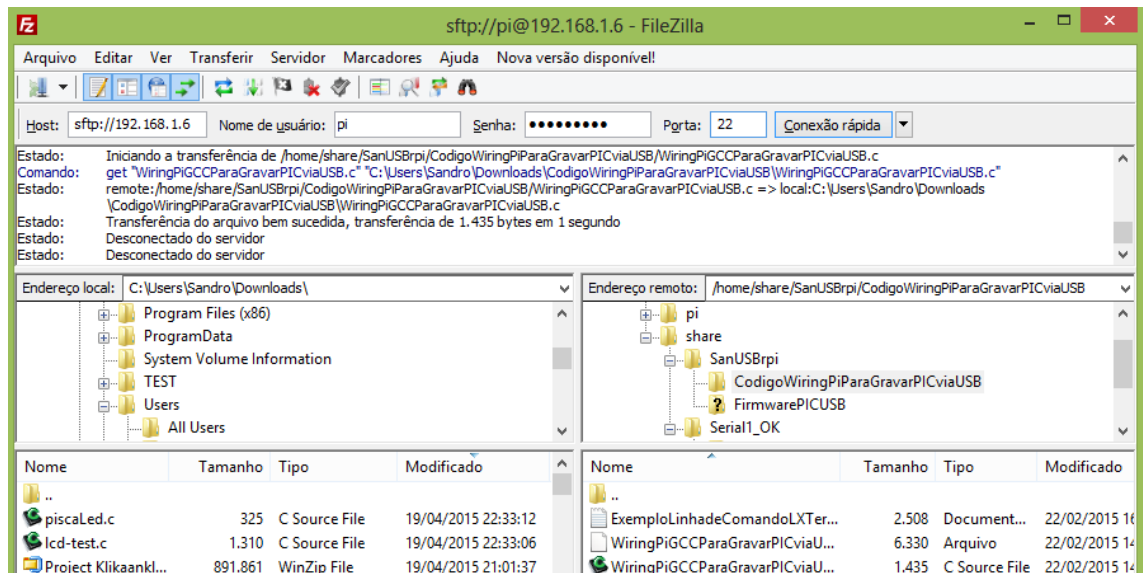 sftp://pi@192.168.1.6 - FileZilla
Arquivo Editar Ver Transferir Servidor Marcadores Ajuda Nova versão disponível!
Host: sftp://192.168.1.6 Nome de usuário: pi Senha: ●●●●●●●●● Porta: 22 Conexão rápida
Estado: Iniciando a transferência de /home/share/SanUSBrpi/CodigoWiringPiParaGravarPICviaUSB/WiringPiGCCParaGravarPICviaUSB.c
Comando: get "WiringPiGCCParaGravarPICviaUSB.c" "C:\Users\Sandro\Downloads\CodigoWiringPiParaGravarPICviaUSB\WiringPiGCCParaGravarPICviaUSB.c"
Estado: remote:/home/share/SanUSBrpi/CodigoWiringPiParaGravarPICviaUSB/WiringPiGCCParaGravarPICviaUSB.c => local:C:\Users\Sandro\Downloads
\CodigoWiringPiParaGravarPICviaUSB\WiringPiGCCParaGravarPICviaUSB.c
Estado: Transferência do arquivo bem sucedida, transferência de 1.435 bytes em 1 segundo
Estado: Desconectado do servidor
Estado: Desconectado do servidor
Endereço local: C:\Users\Sandro\Downloads\
Program Files (x86)
ProgramData
System Volume Information
TEST
Users
All Users
Endereço remoto: /home/share/SanUSBrpi/CodigoWiringPiParaGravarPICviaUSB
pi
share
SanUSBrpi
CodigoWiringPiParaGravarPICviaUSB
FirmwarePICUSB
Serial1_OK
Nome Tamanho Tipo Modificado
..
piscaLed.c 325 C Source File 19/04/2015 22:33:12
lcd-test.c 1.310 C Source File 19/04/2015 22:33:06
Project Klikaankl... 891.861 WinZip File 19/04/2015 21:01:37
Nome Tamanho Tipo Modificado
..
ExemploLinhadeComandoLXTer... 2.508 Document... 22/02/2015 16
WiringPiGCCParaGravarPICviaU... 6.330 Arquivo 22/02/2015 14
WiringPiGCCParaGravarPICviaU... 1.435 C Source File 22/02/2015 14